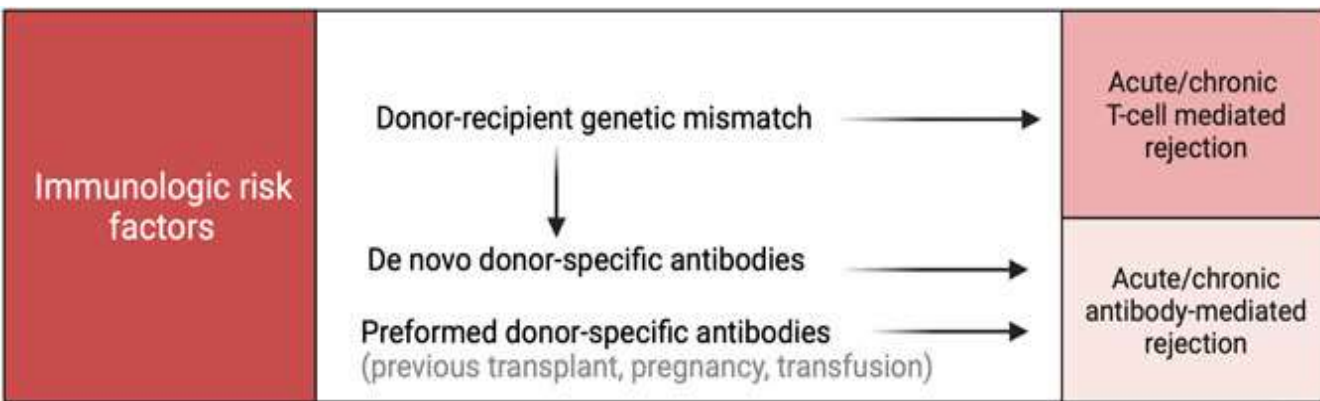 Immunologic risk
factors
Donor-recipient genetic mismatch
De novo donor-specific antibodies
Preformed donor-specific antibodies
(previous transplant, pregnancy, transfusion)
Acute/chronic
T-cell mediated
rejection
Acute/chronic
antibody-mediated
rejection